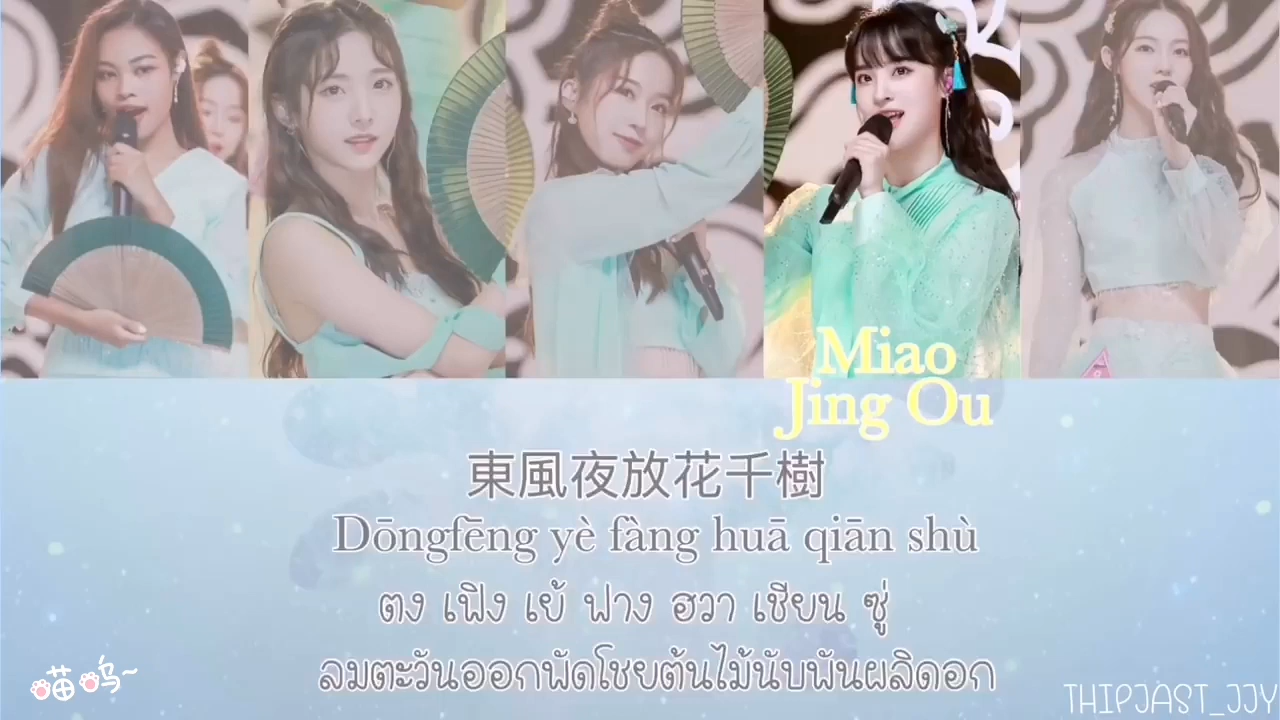 Miao
Jing Ou
東風夜放花千樹
Dōngfēng yè fàng huā qiān shù
ตง เฟิง เย้ ฟาง ฮวา เชียน ซู่
ลมตะวันออกพัดโชยต้นไม้นับพันผลิดอก
喵呜~
THIPJAST_JJY